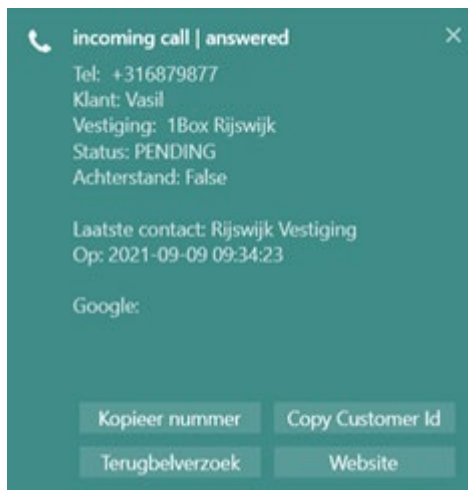 incoming call | answered
Tel: +316879877
Klant: Vasil
Vestiging: 1Box Rijswijk
Status: PENDING
Achterstand: False
Laatste contact: Rijswijk Vestiging
Op: 2021-09-09 09:34:23
Google:
Kopieer nummer Copy Customer Id
Terugbelverzoek Website